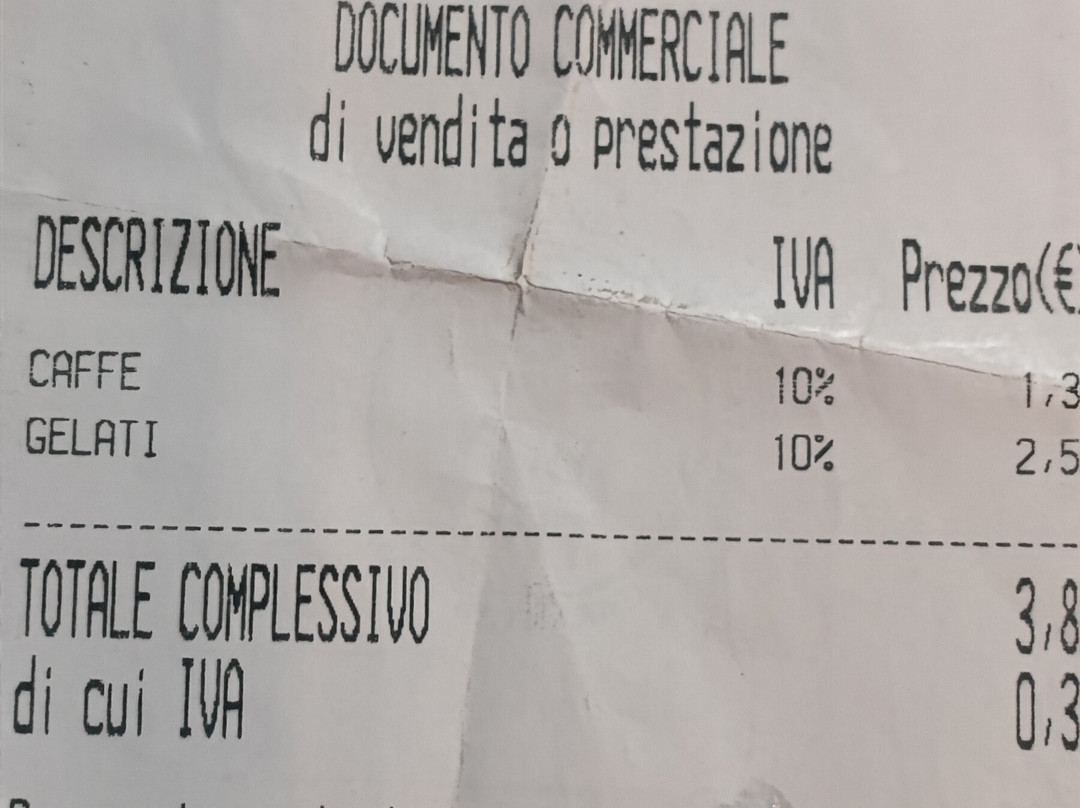 DOCUMENTO COMMERCIALE
di vendita o prestazione
DESCRIZIONE IVA Prezzo(€)
CAFFE 10% 1,3
GELATI 10% 2,5
TOTALE COMPLESSIVO 3,8
di cui IVA 0,3